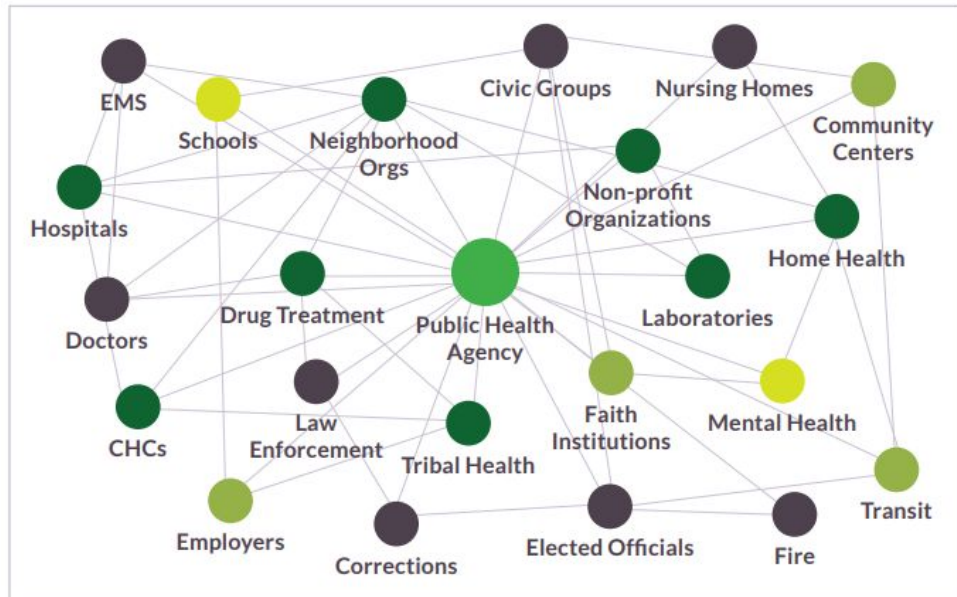 EMS
Schools
Neighborhood
Orgs
Civic Groups
Nursing Homes
Community
Centers
Hospitals
Non-profit
Organizations
Home Health
Doctors
Drug Treatment
Public Health
Agency
Laboratories
CHCs
Law
Enforcement
Tribal Health
Faith
Institutions
Mental Health
Employers
Corrections
Elected Officials
Fire
Transit